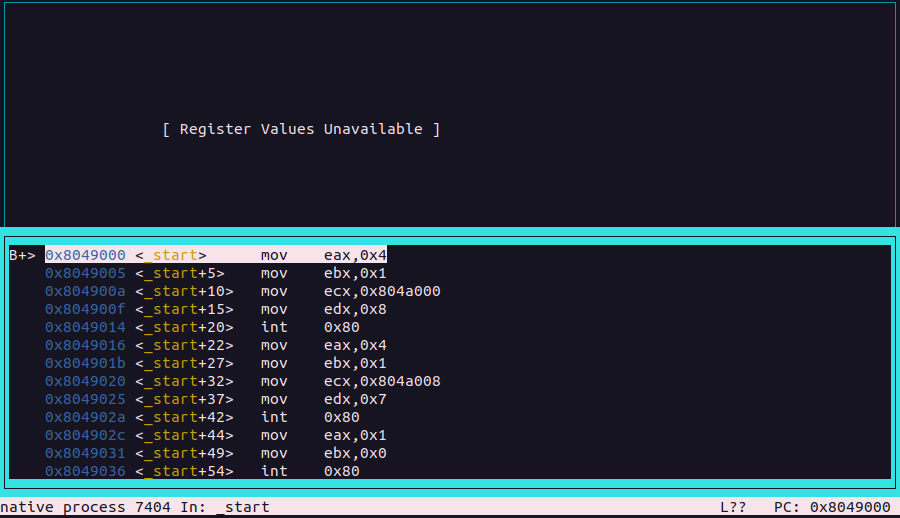 [ Register Values Unavailable ]
B+> 0x8049000 <_start> mov eax,0x4
0x8049005 <_start+5> mov ebx,0x1
0x804900a <_start+10> mov ecx,0x804a000
0x804900f <_start+15> mov edx,0x8
0x8049014 <_start+20> int 0x80
0x8049016 <_start+22> mov eax,0x4
0x804901b <_start+27> mov ebx,0x1
0x8049020 <_start+32> mov ecx,0x804a008
0x8049025 <_start+37> mov edx,0x7
0x804902a <_start+42> int 0x80
0x804902c <_start+44> mov eax,0x1
0x8049031 <_start+49> mov ebx,0x0
0x8049036 <_start+54> int 0x80
native process 7404 In: _start L?? PC: 0x8049000